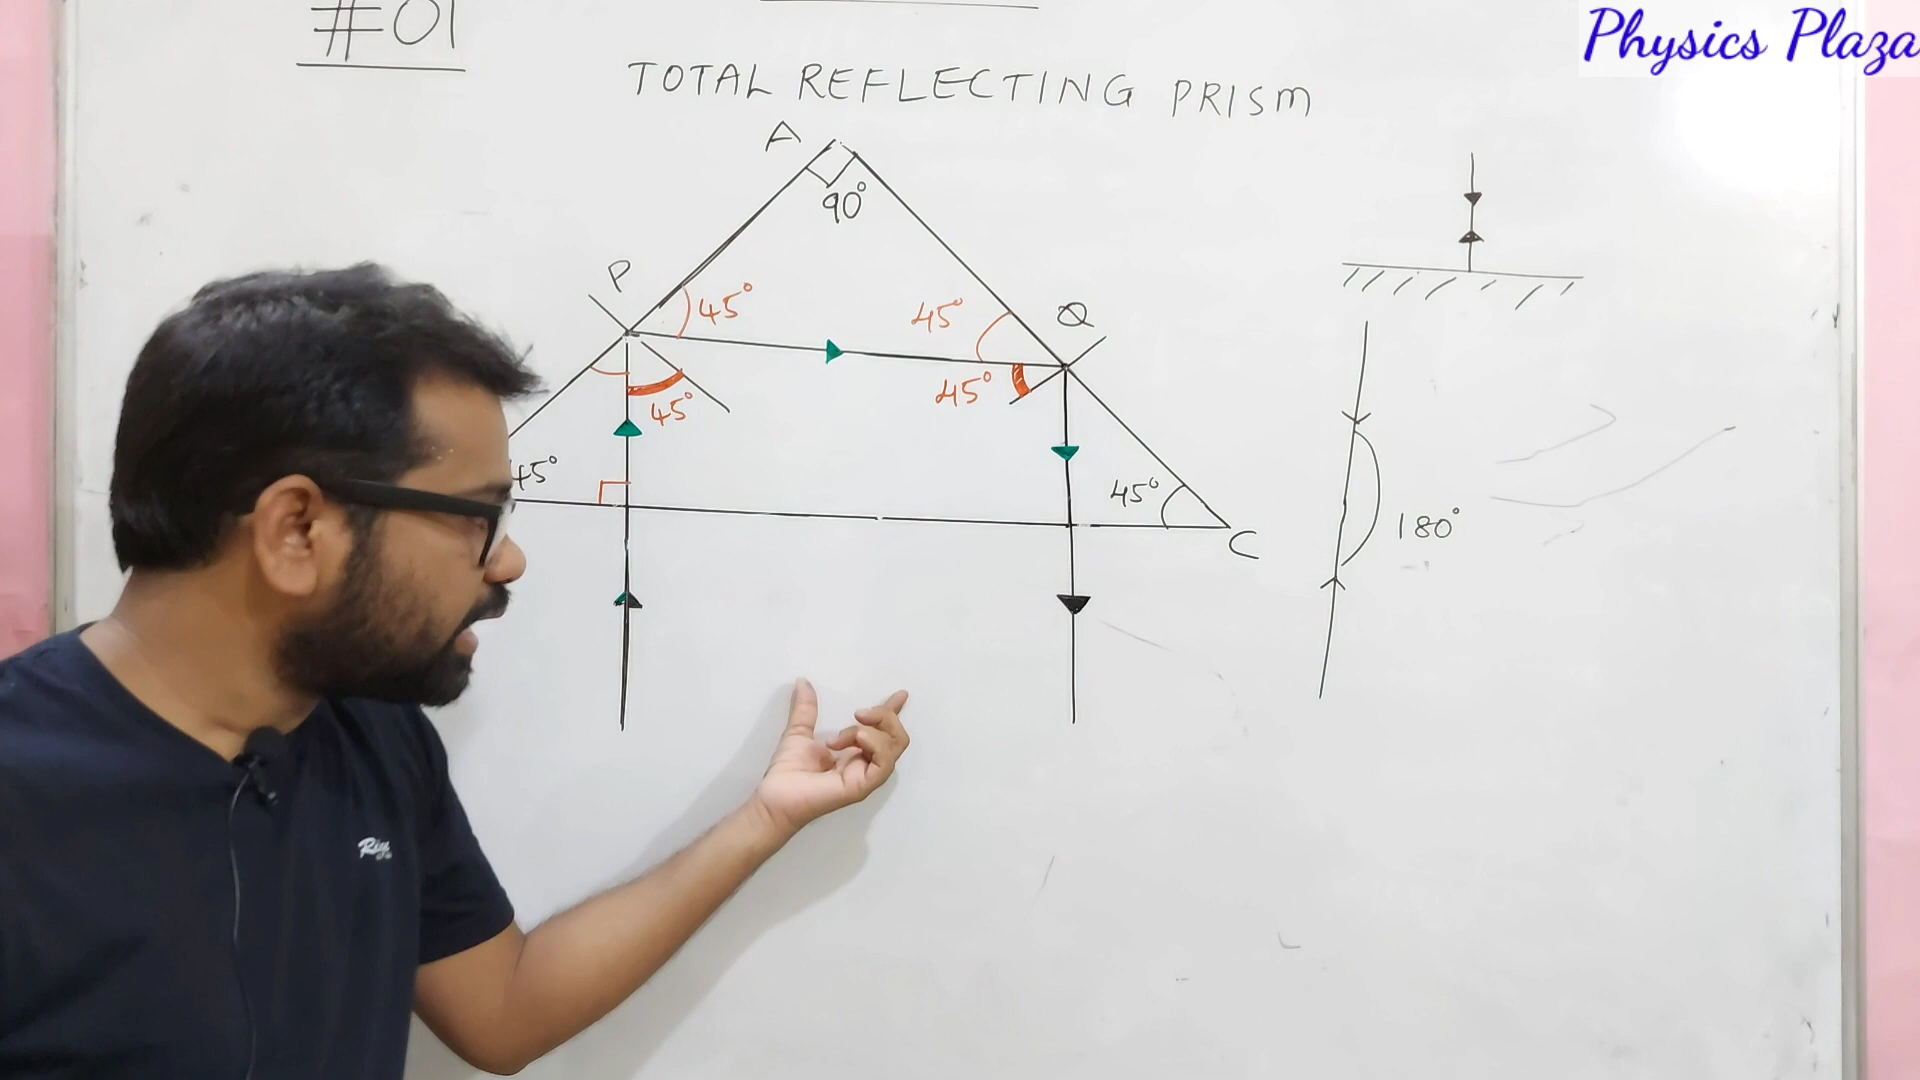 #01
Physics Plaza
TOTAL REFLECTING PRISM
A
90°
P
45°
45°
Q
45°
45°
45°
45°
C
180°